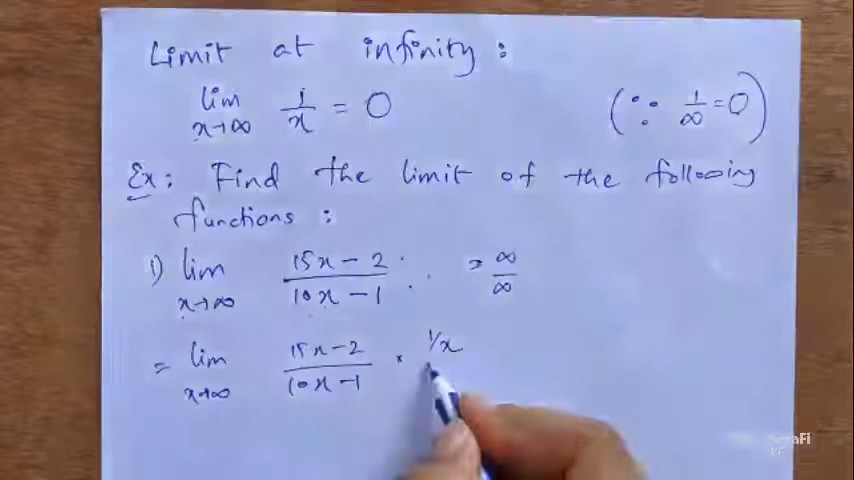 Limit at infinity :
lim x→∞ 1/x = 0 (∵ 1/∞ = 0)
Ex : Find the limit of the following
functions :
1) lim x→∞ 15x - 2 / 10x - 1 = ∞/∞
= lim x→∞ 15x - 2 / 10x - 1 × 1/x